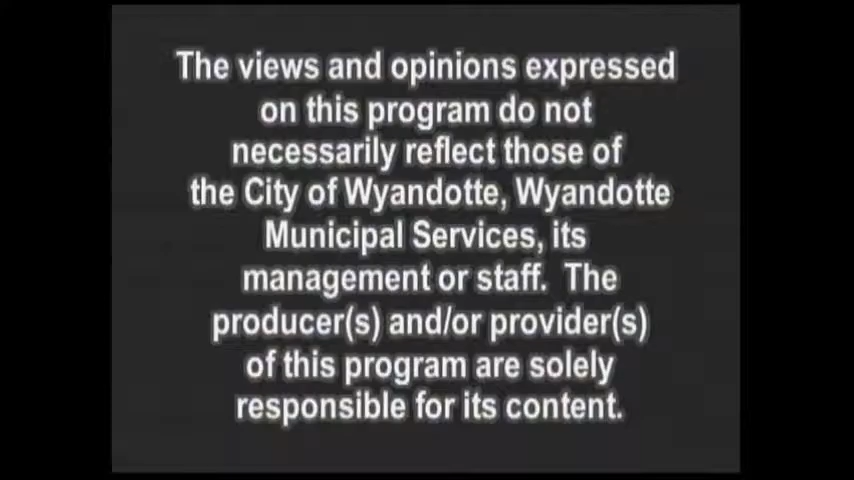 The views and opinions expressed
on this program do not
necessarily reflect those of
the City of Wyandotte, Wyandotte
Municipal Services, its
management or staff.  The
producer(s) and/or provider(s)
of this program are solely
responsible for its content.